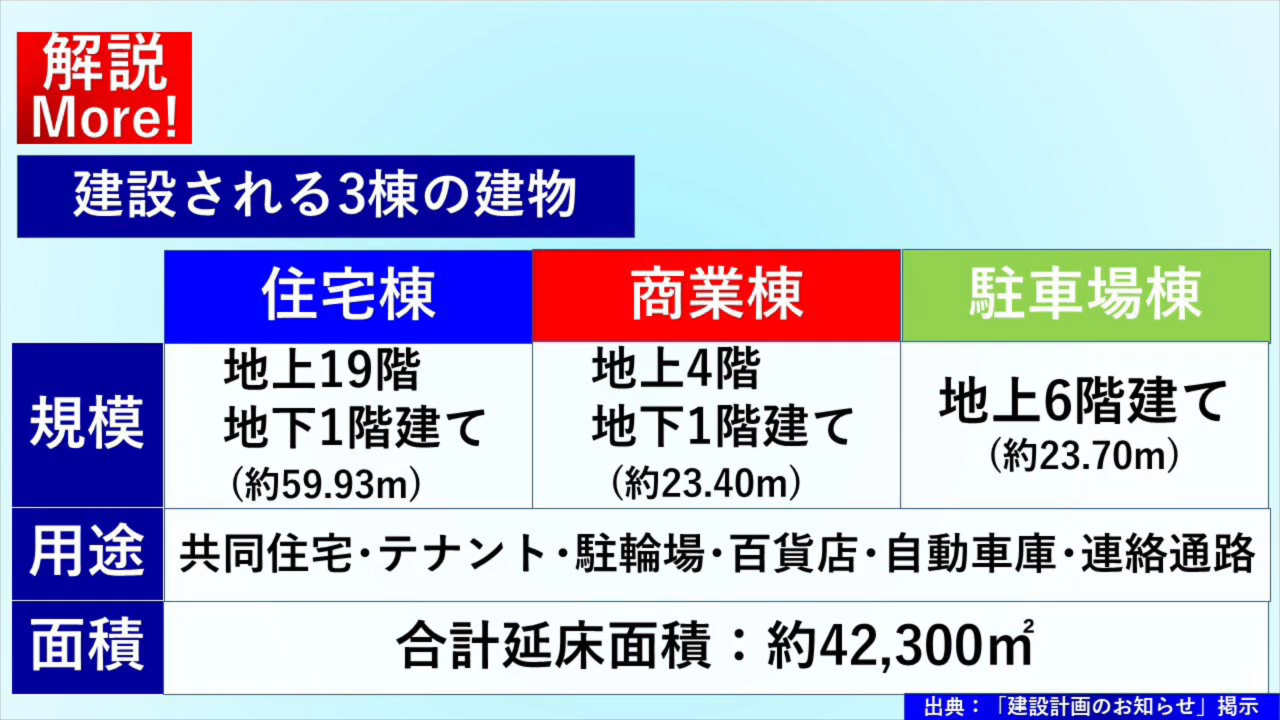 解説
More!
建設される3棟の建物
住宅棟 商業棟 駐車場棟
規模
地上19階
地下1階建て
(約59.93m)
地上4階
地下1階建て
(約23.40m)
地上6階建て
(約23.70m)
用途
共同住宅・テナント・駐輪場・百貨店・自動車庫・連絡通路
面積
合計延床面積：約42,300㎡
出典：「建設計画のお知らせ」掲示